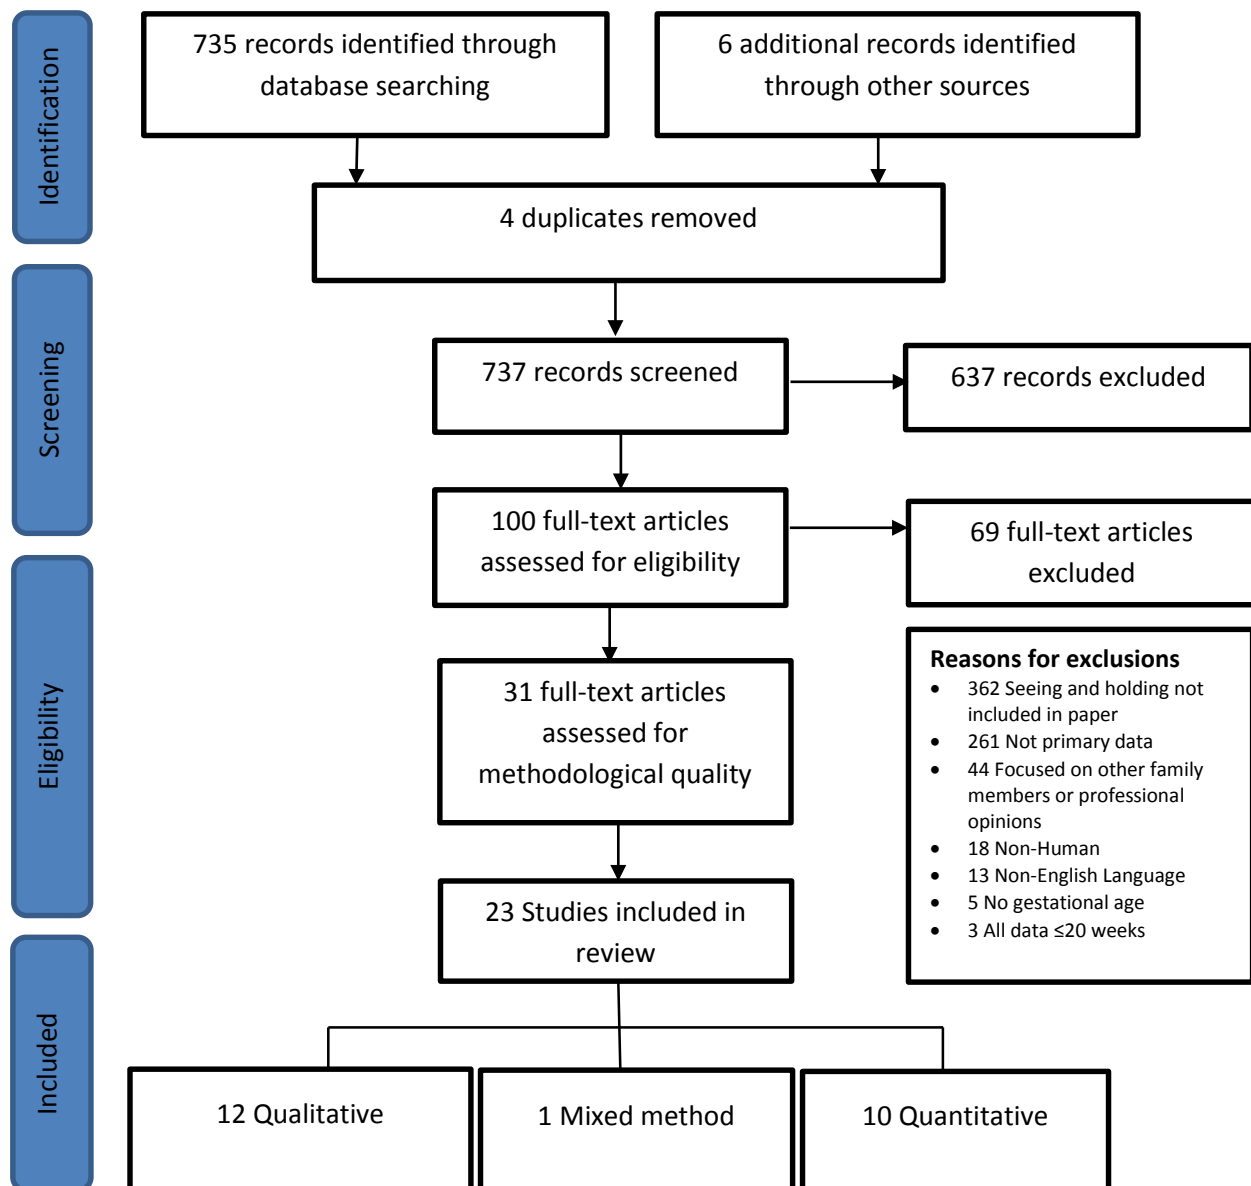 Identification
735 records identified through
database searching
6 additional records identified
through other sources
4 duplicates removed
Screening
737 records screened
637 records excluded
100 full-text articles
assessed for eligibility
69 full-text articles
excluded
Eligibility
31 full-text articles
assessed for
methodological quality
Reasons for exclusions
• 362 Seeing and holding not
included in paper
• 261 Not primary data
• 44 Focused on other family
members or professional
opinions
• 18 Non-Human
• 13 Non-English Language
• 5 No gestational age
• 3 All data ≤20 weeks
23 Studies included in
review
Included
12 Qualitative
1 Mixed method
10 Quantitative